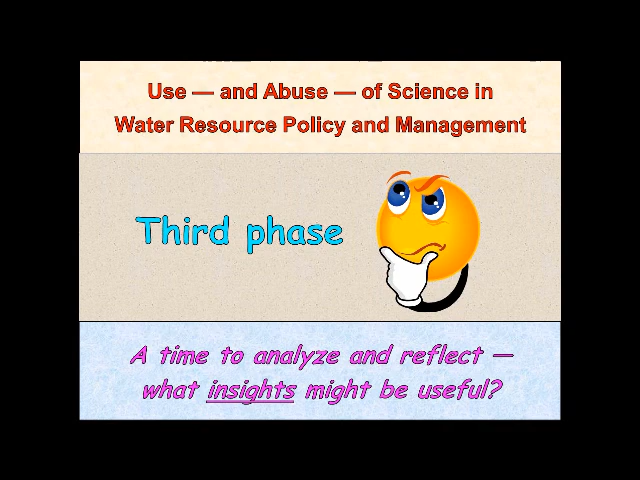 Use — and Abuse — of Science in
Water Resource Policy and Management
Third phase
A time to analyze and reflect —
what insights might be useful?